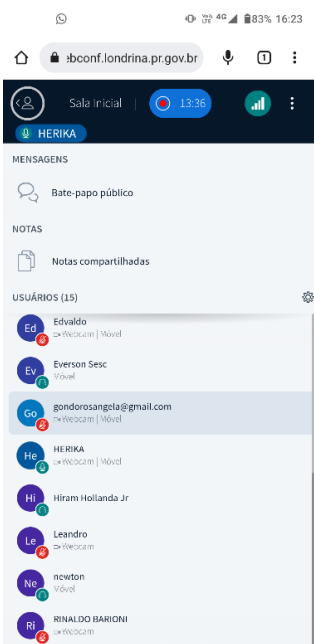 4G 83% 16:23
ebconf.londrina.pr.gov.br 1
Sala Inicial 13:36
HERIKA
MENSAGENS
Bate-papo público
NOTAS
Notas compartilhadas
USUÁRIOS (15)
Ed Edvaldo
Webcam | Móvel
Ev Everson Sesc
Móvel
Go gondorosangela@gmail.com
Webcam | Móvel
He HERIKA
Webcam | Móvel
Hi Hiram Hollanda Jr
Le Leandro
Webcam
Ne newton
Móvel
Ri RINALDO BARIONI
Webcam